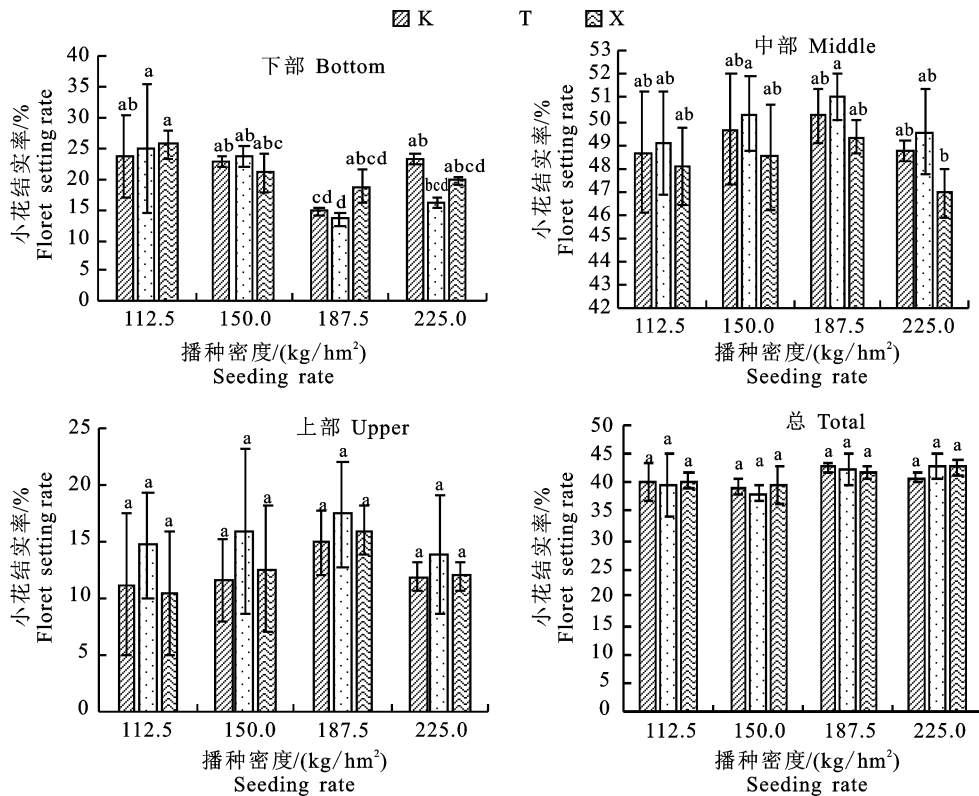 K T X
下部 Bottom
小花结实率/%
Floret setting rate
40
35
30
25
20
15
10
5
0
ab a a
ab ab abc
cd d abcd
ab bcd abcd
112.5 150.0 187.5 225.0
播种密度/(kg/hm²)
Seeding rate
中部 Middle
小花结实率/%
Floret setting rate
53
52
51
50
49
48
47
46
45
44
43
42
ab ab ab
ab a ab
ab a ab
ab ab b
112.5 150.0 187.5 225.0
播种密度/(kg/hm²)
Seeding rate
上部 Upper
小花结实率/%
Floret setting rate
25
20
15
10
5
0
a a a
a a a
a a a
a a a
112.5 150.0 187.5 225.0
播种密度/(kg/hm²)
Seeding rate
总 Total
小花结实率/%
Floret setting rate
50
45
40
35
30
25
20
15
10
5
0
a a a
a a a
a a a
a a a
112.5 150.0 187.5 225.0
播种密度/(kg/hm²)
Seeding rate